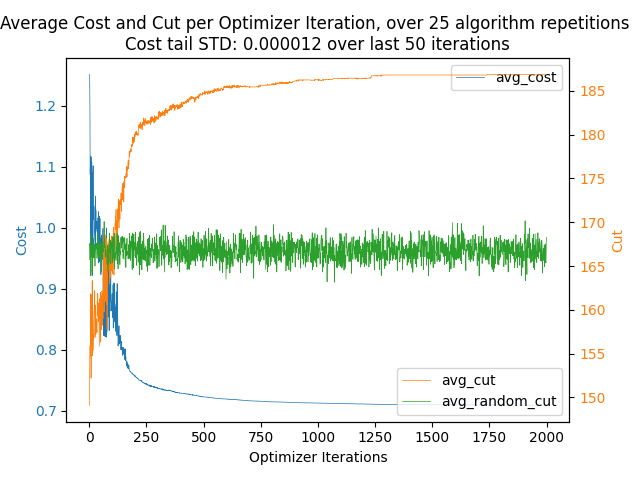 Average Cost and Cut per Optimizer Iteration, over 25 algorithm repetitions
Cost tail STD: 0.000012 over last 50 iterations
avg_cost
1.2
1.1
1.0
0.9
0.8
0.7
Cost
185
180
175
170
165
160
155
150
Cut
avg_cut
avg_random_cut
0 250 500 750 1000 1250 1500 1750 2000
Optimizer Iterations